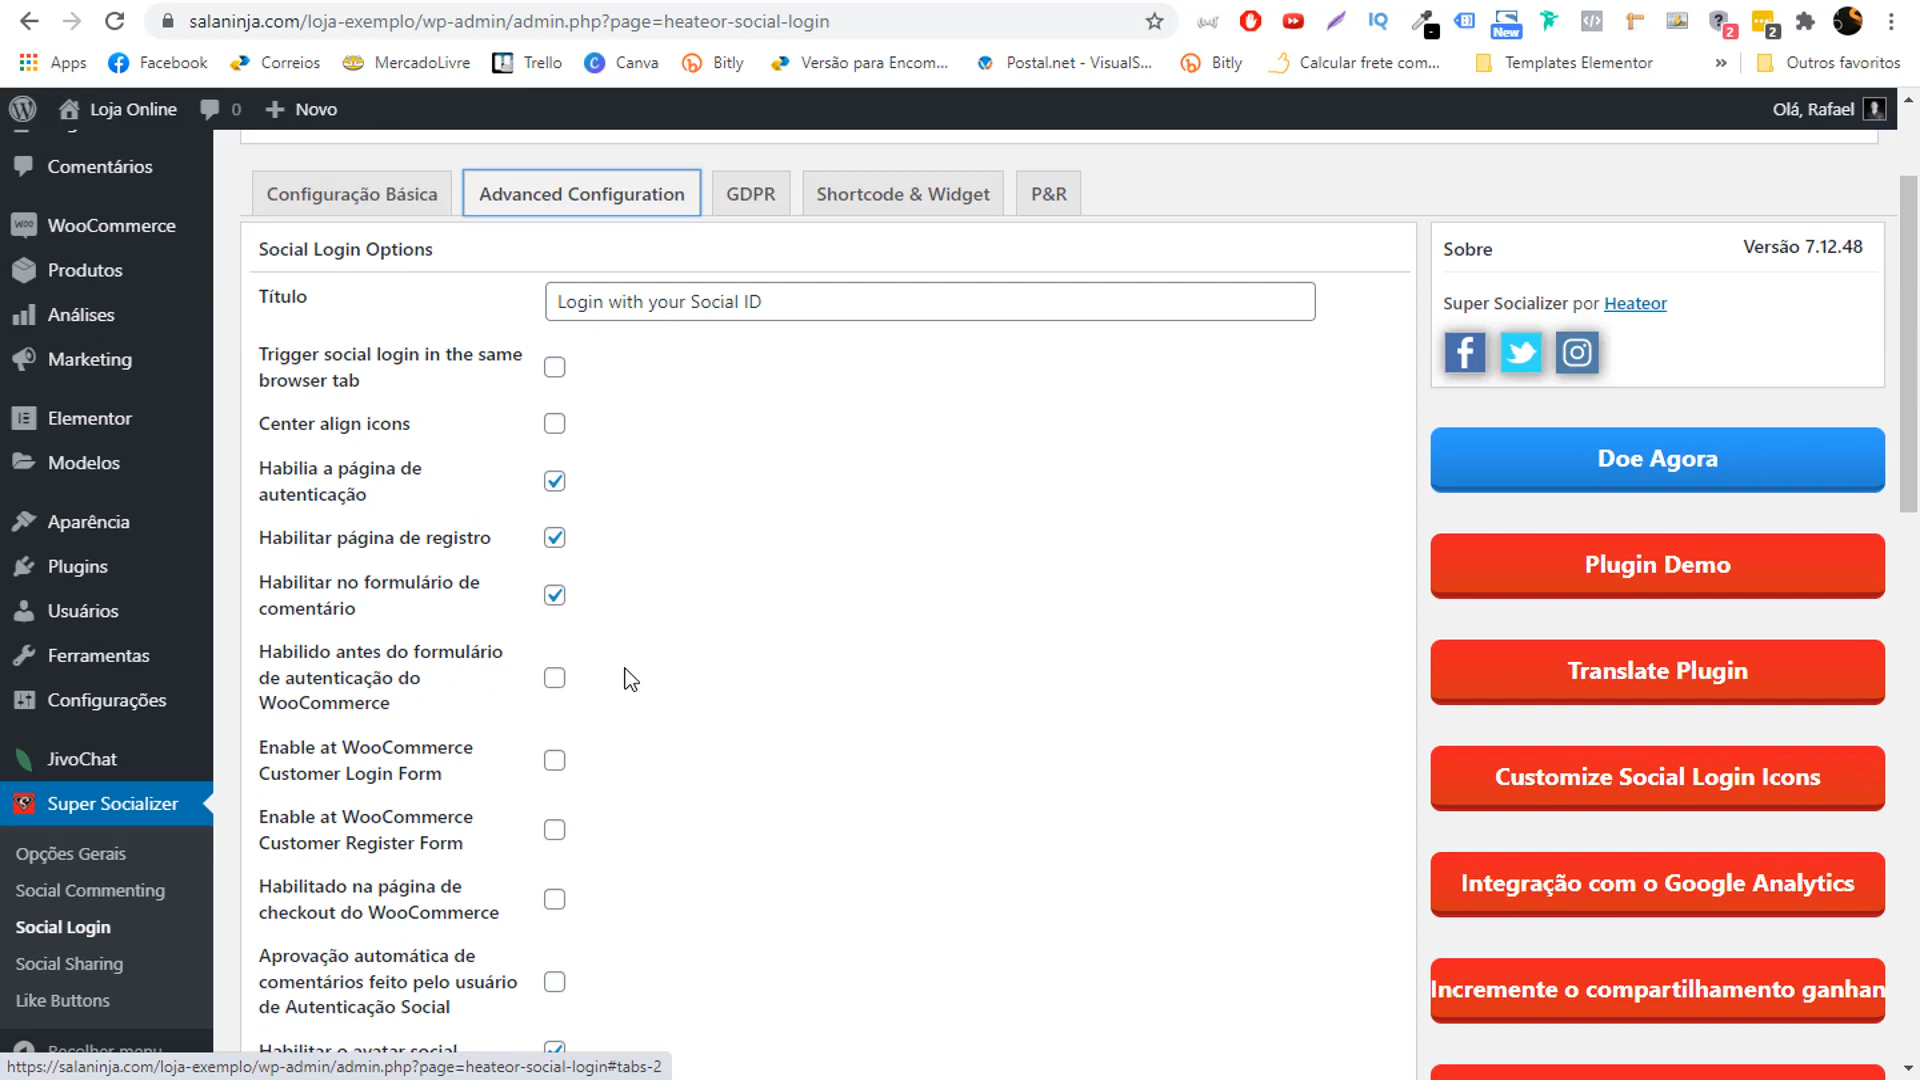 salaninja.com/loja-exemplo/wp-admin/admin.php?page=heateor-social-login
IQ
New
2
2
Apps
Facebook
Correios
MercadoLivre
Trello
Canva
Bitly
Versão para Encom...
Postal.net - VisualS...
Bitly
Calcular frete com...
Templates Elementor
»
Outros favoritos
Loja Online
0
Novo
Olá, Rafael
Comentários
WooCommerce
Produtos
Análises
Marketing
Elementor
Modelos
Aparência
Plugins
Usuários
Ferramentas
Configurações
JivoChat
Super Socializer
Opções Gerais
Social Commenting
Social Login
Social Sharing
Like Buttons
Recolher menu
Configuração Básica
Advanced Configuration
GDPR
Shortcode & Widget
P&R
Social Login Options
Título
Login with your Social ID
Trigger social login in the same
browser tab
Center align icons
Habilia a página de
autenticação
Habilitar página de registro
Habilitar no formulário de
comentário
Habilido antes do formulário
de autenticação do
WooCommerce
Enable at WooCommerce
Customer Login Form
Enable at WooCommerce
Customer Register Form
Habilitado na página de
checkout do WooCommerce
Aprovação automática de
comentários feito pelo usuário
de Autenticação Social
Habilitar o avatar social
Sobre
Versão 7.12.48
Super Socializer por Heateor
Doe Agora
Plugin Demo
Translate Plugin
Customize Social Login Icons
Integração com o Google Analytics
Incremente o compartilhamento ganhan
https://salaninja.com/loja-exemplo/wp-admin/admin.php?page=heateor-social-login#tabs-2